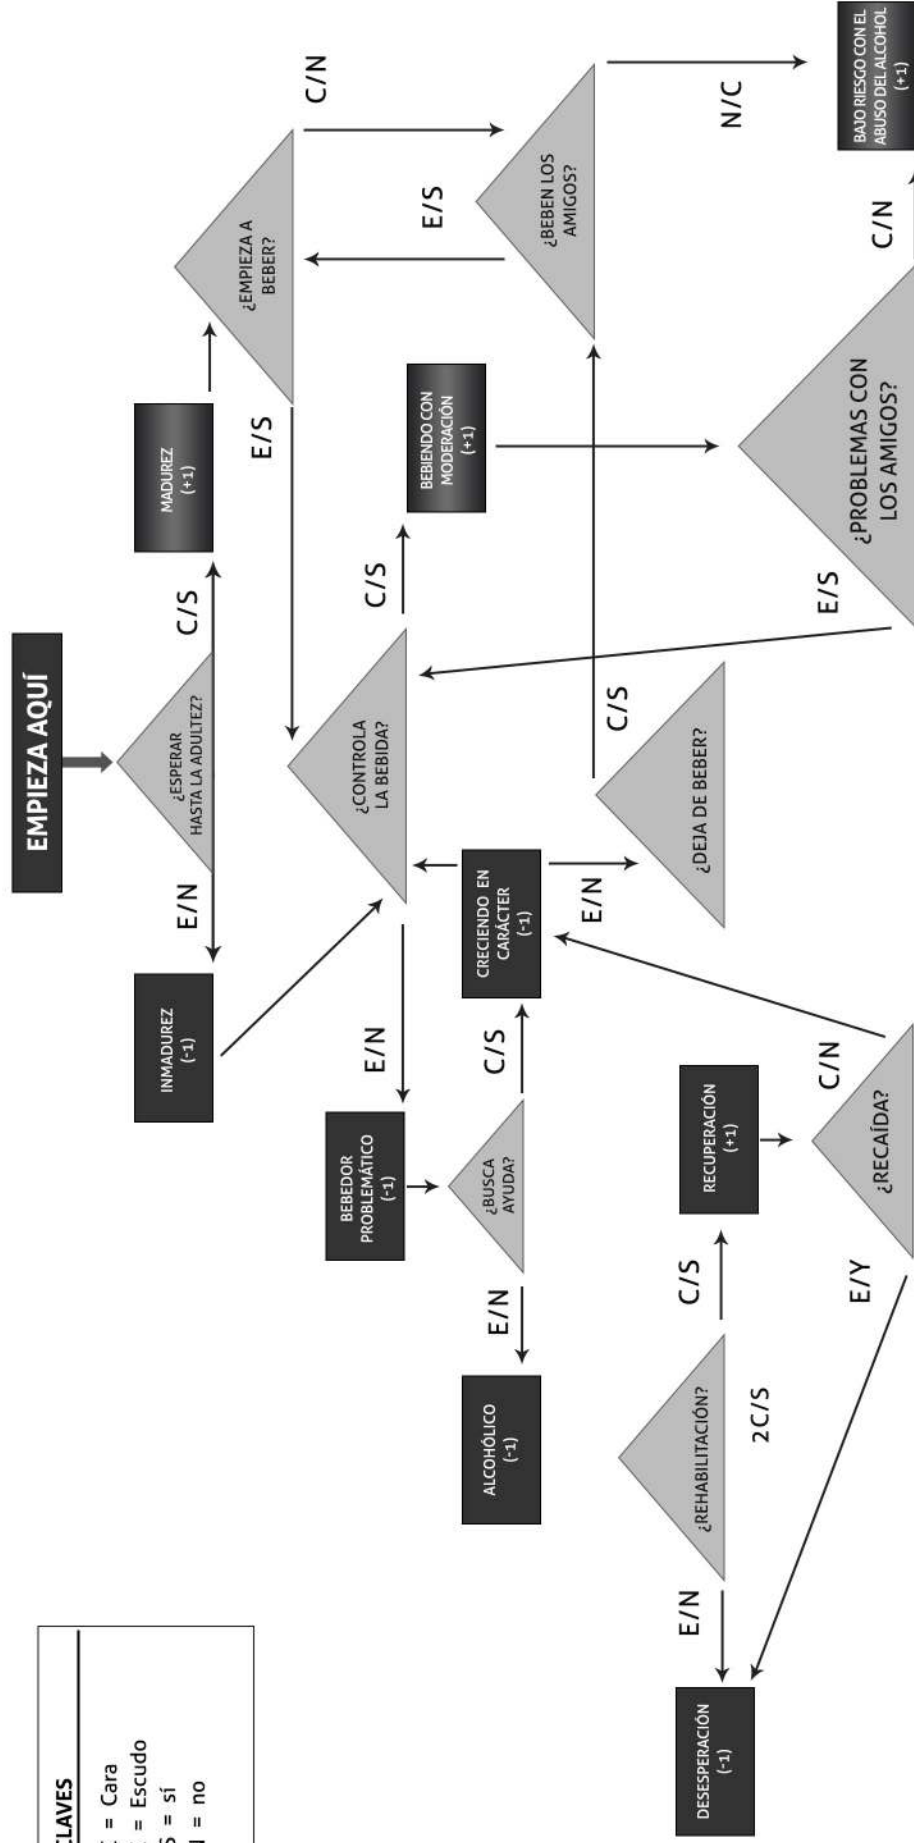 EMPIEZA AQUÍ
¿ESPERAR
HASTA LA ADULTEZ?
E/N
C/S
INMADUREZ
(-1)
MADUREZ
(+1)
¿EMPIEZA A
BEBER?
E/S
C/N
¿CONTROLA
LA BEBIDA?
E/N
C/S
BEBEDOR
PROBLEMÁTICO
(-1)
BEBIENDO CON
MODERACIÓN
(+1)
E/S
¿BEBEN LOS
AMIGOS?
N/C
¿BUSCA
AYUDA?
E/N
C/S
ALCOHÓLICO
(-1)
CRECIENDO EN
CARÁCTER
(-1)
E/N
¿DEJA DE BEBER?
C/S
¿REHABILITACIÓN?
E/N
C/S
2C/S
DESESPERACIÓN
(-1)
RECUPERACIÓN
(+1)
¿RECAÍDA?
E/Y
C/N
¿PROBLEMAS CON
LOS AMIGOS?
E/S
C/N
BAJO RIESGO CON EL
ABUSO DEL ALCOHOL
(+1)
CLAVES
= Cara
= Escudo
S = sí
N = no